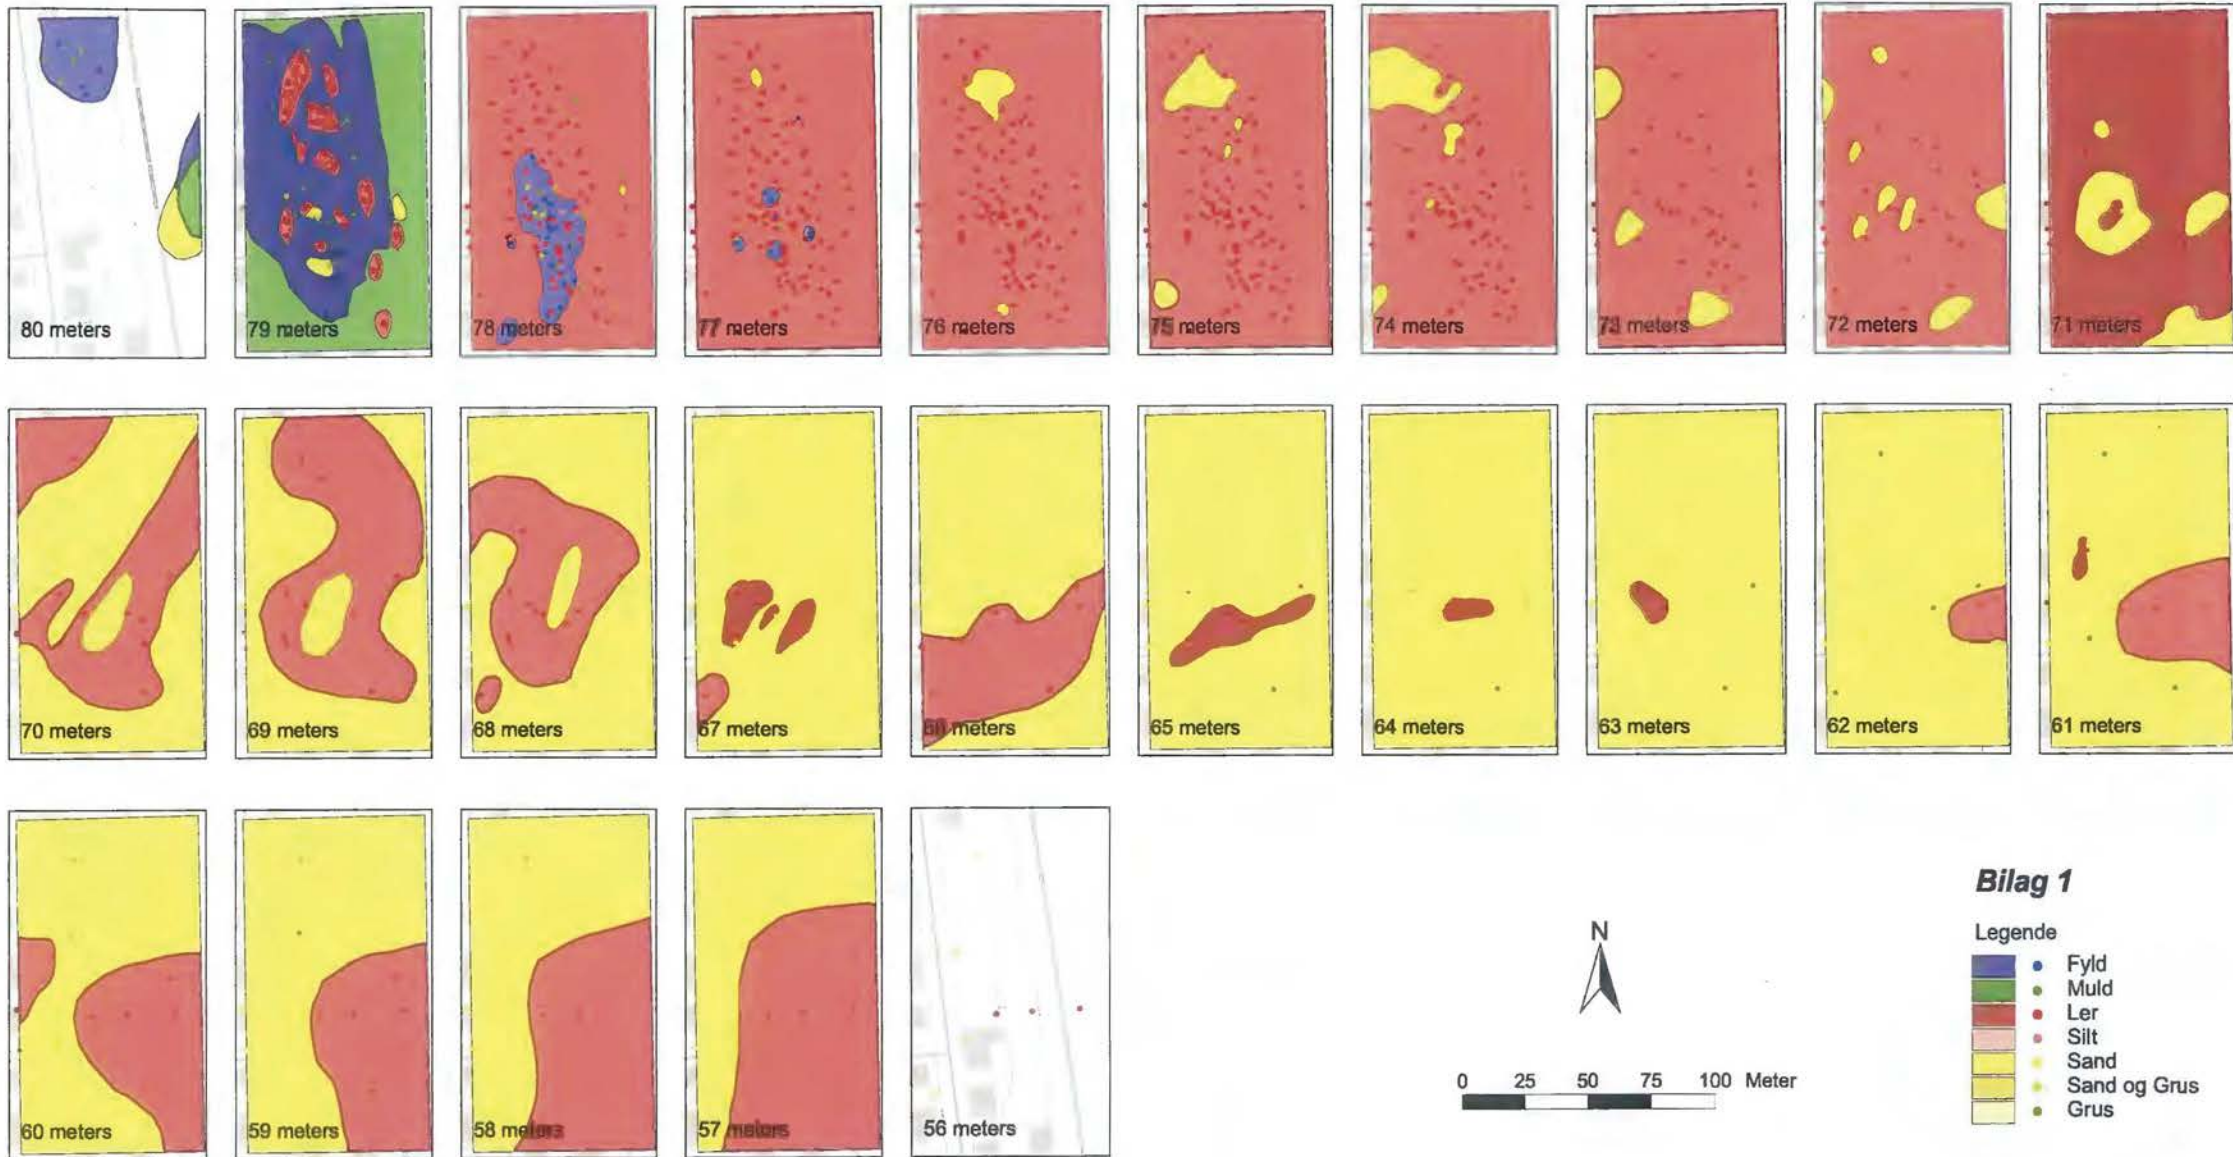 80 meters
79 meters
78 meters
77 meters
76 meters
75 meters
74 meters
73 meters
72 meters
71 meters
70 meters
69 meters
68 meters
67 meters
66 meters
65 meters
64 meters
63 meters
62 meters
61 meters
60 meters
59 meters
58 meters
57 meters
56 meters
N
0 25 50 75 100 Meter
Bilag 1
Legende
Fyld
Muld
Ler
Silt
Sand
Sand og Grus
Grus